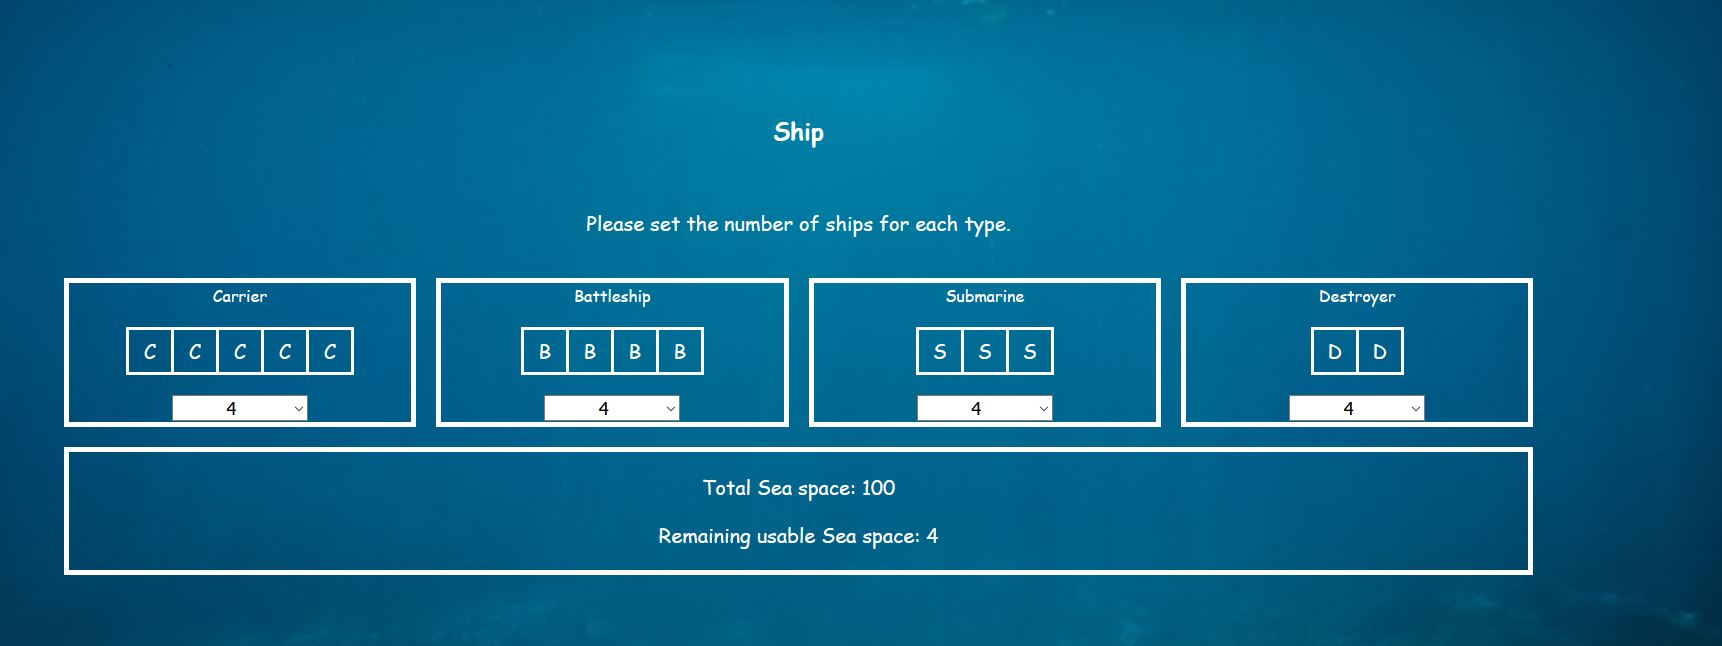 Ship
Please set the number of ships for each type.
Carrier Battleship Submarine Destroyer
C C C C C B B B B S S S D D
4 4 4 4
Total Sea space: 100
Remaining usable Sea space: 4